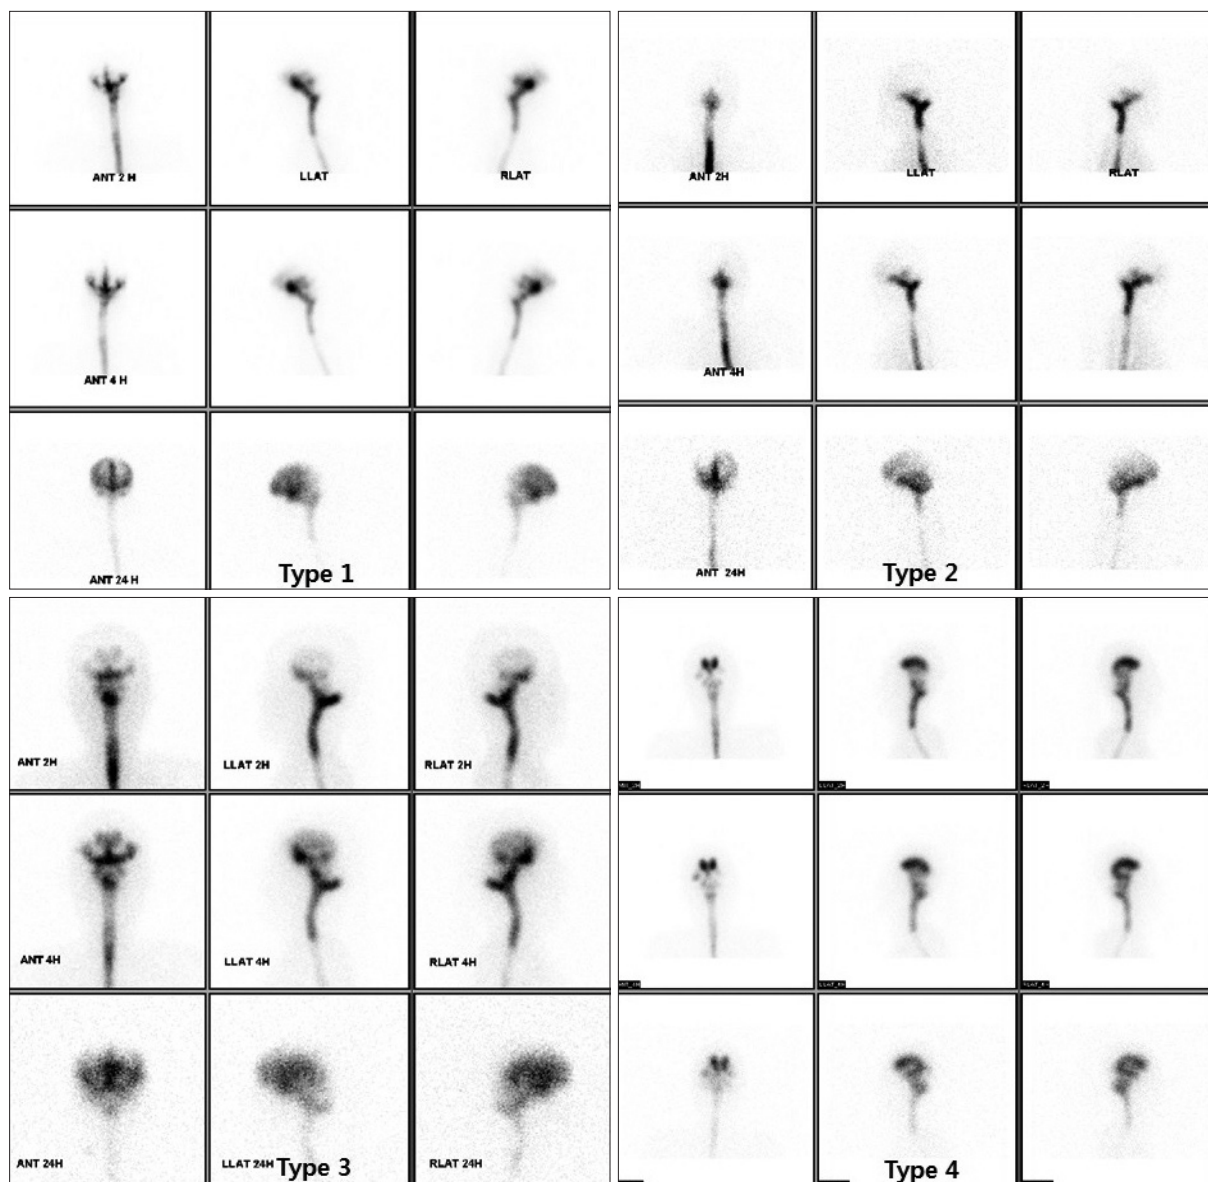 ANT 2 H
LLAT
RLAT
ANT 4 H
ANT 24 H
Type 1
ANT 2H
LLAT
RLAT
ANT 4H
ANT 24H
Type 2
ANT 2H
LLAT 2H
RLAT 2H
ANT 4H
LLAT 4H
RLAT 4H
ANT 24H
LLAT 24H
Type 3
RLAT 24H
Type 4